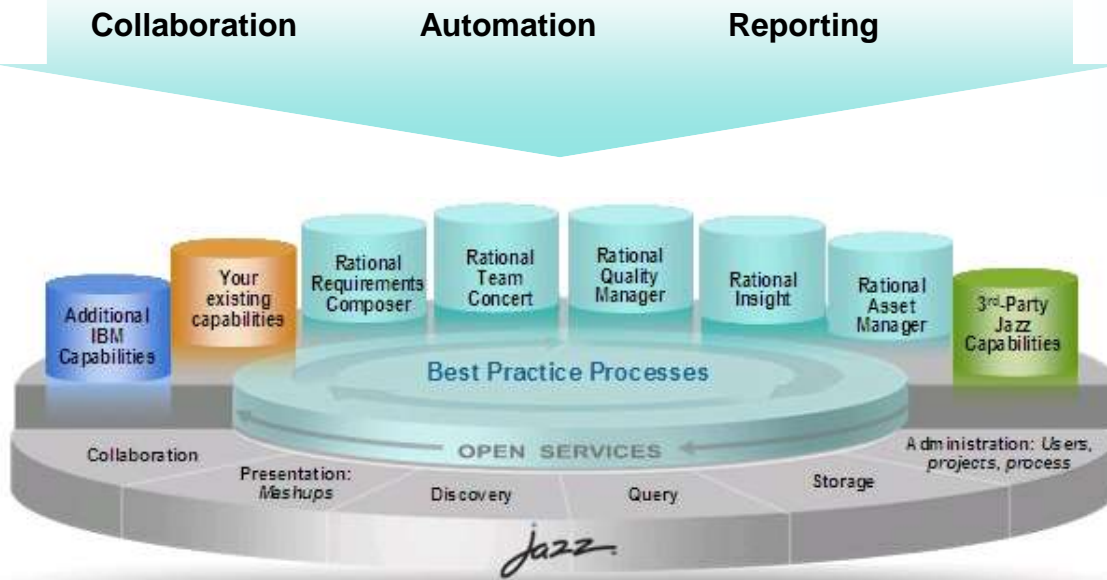 Collaboration Automation Reporting
Additional
IBM
Capabilities
Your
existing
capabilities
Rational
Requirements
Composer
Rational
Team
Concert
Rational
Quality
Manager
Rational
Insight
Rational
Asset
Manager
3rd-Party
Jazz
Capabilities
Best Practice Processes
OPEN SERVICES
Collaboration
Presentation:
Mashups
Discovery
Query
Storage
Administration: Users,
projects, process
jazz